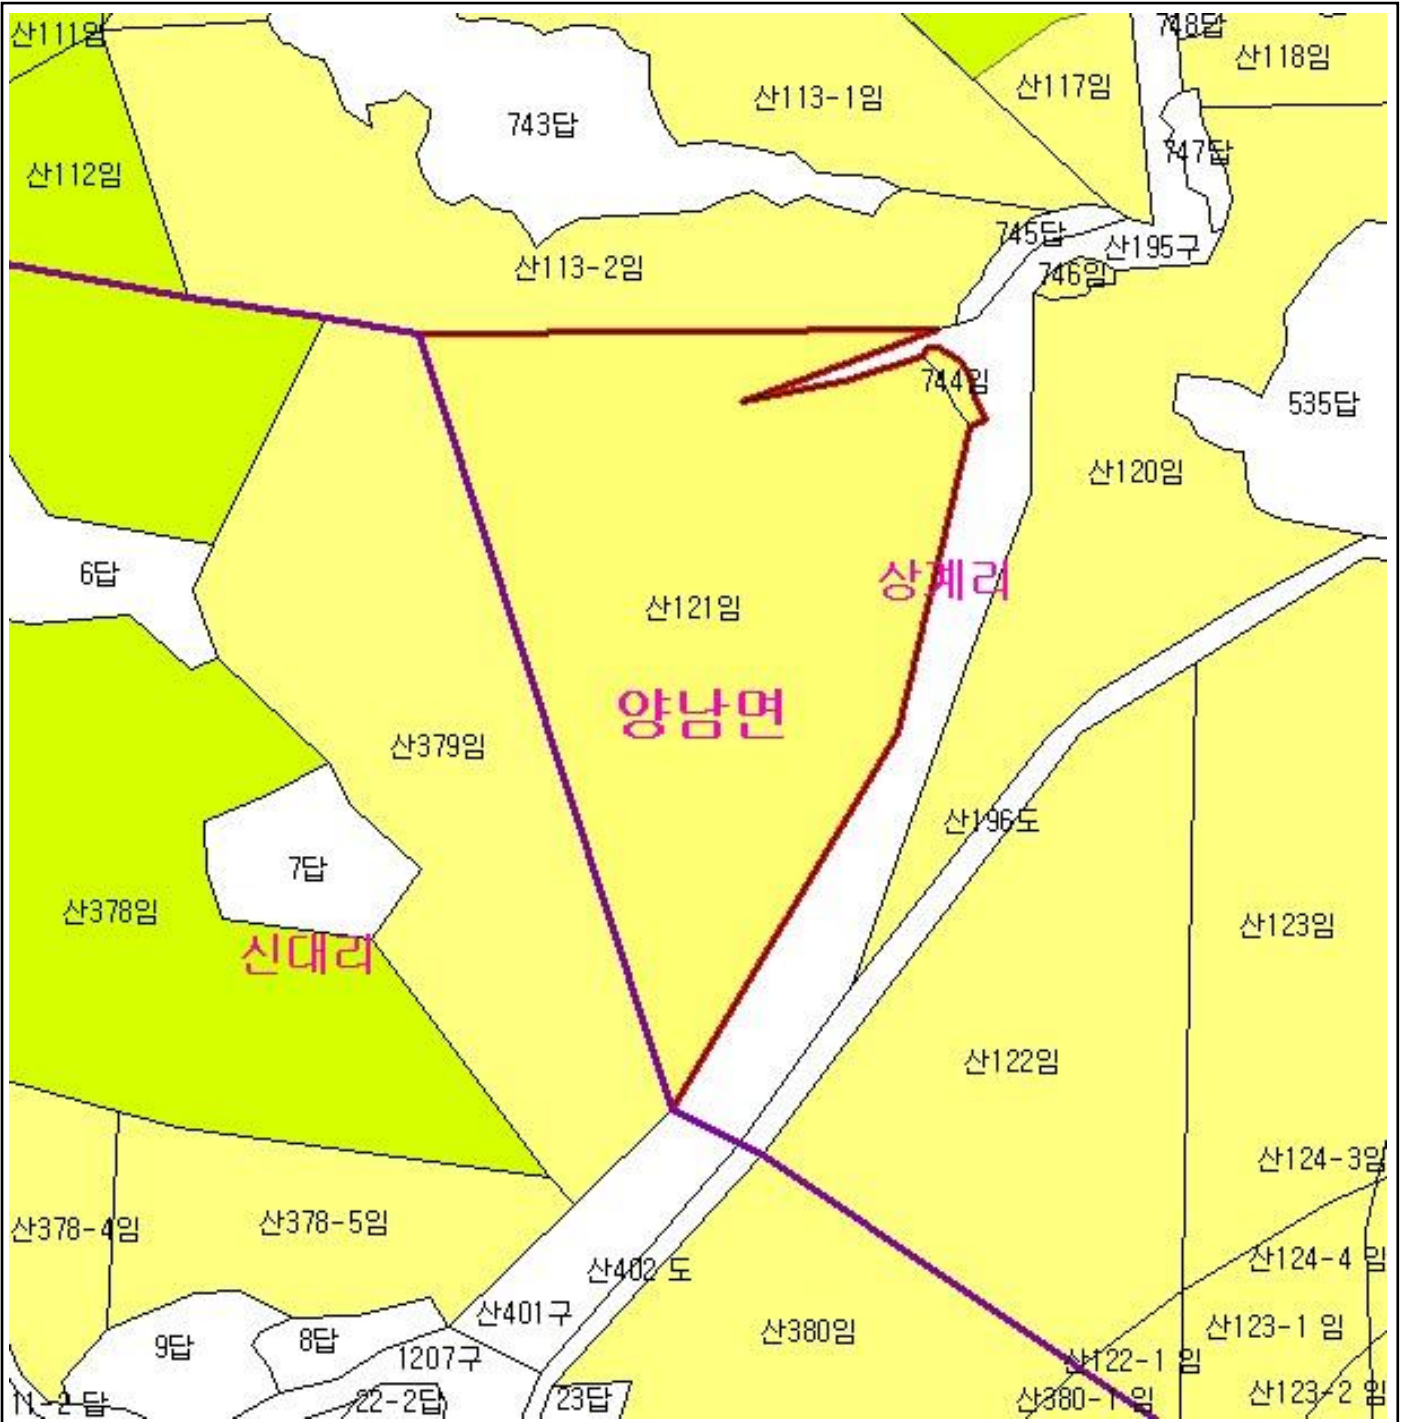 산111임
748답
산118임
산117임
산113-1임
743답
747답
산112임
745답
산195구
산113-2임
746임
744임
535답
산120임
6답
상계리
산121임
양남면
산379임
산196도
7답
산378임
산123임
신대리
산122임
산124-3임
산378-5임
산378-4임
산124-4 임
산402 도
산401구
산123-1 임
산380임
8답
9답
1207구
산122-1 임
산123-2 임
산380-1 임
22-2답
23답
11-2 답